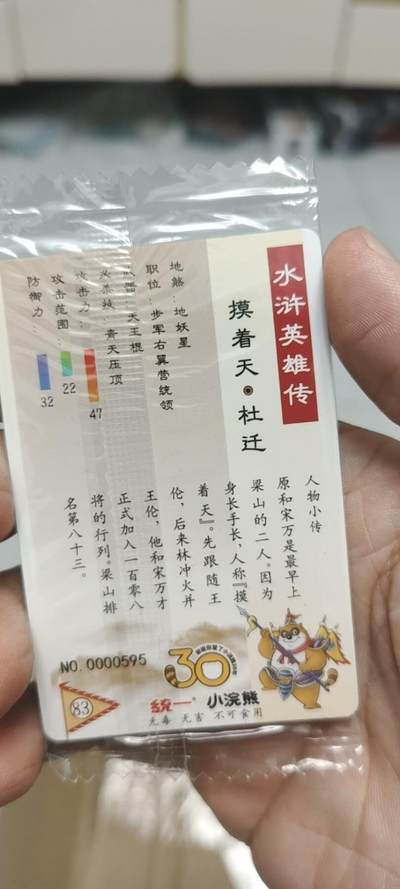 水浒英雄传
摸着天·杜迁
地煞:地妖星
职位:步军右翼营统领
武器:天王棍
必杀技:青天压顶
攻击力:
47
攻击范围:
22
防御力:
32
人物小传
原和宋万是最早上
梁山的二人。因为
身长手长,人称『摸
着天』。先跟随王
伦,后来林冲火并
王伦,他和宋万才
正式加入一百零八
将的行列。梁山排
名第八十三。
NO.0000595
83
30
统一
小浣熊
无毒 无害 不可食用